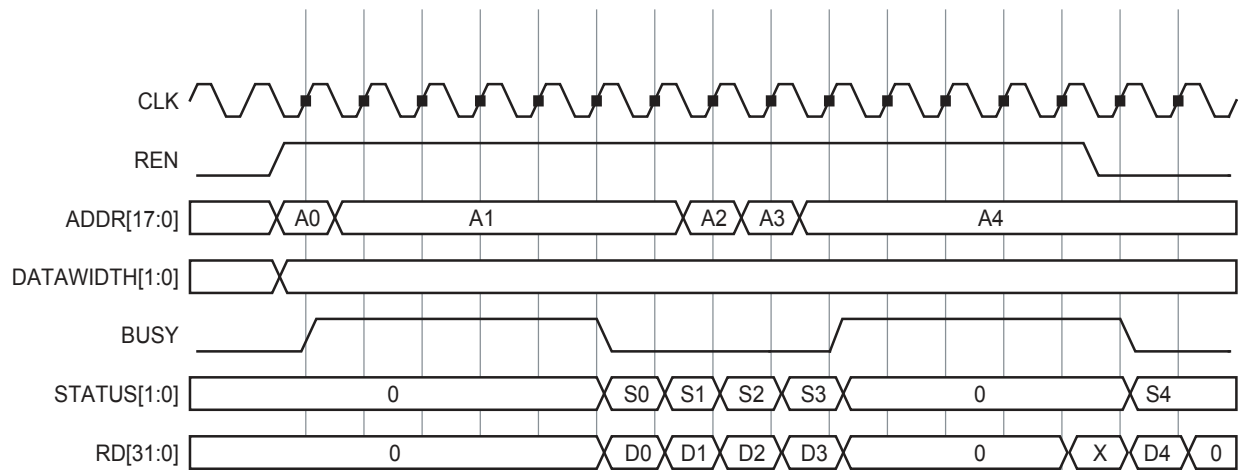 CLK
REN
ADDR[17:0] A0 A1 A2 A3 A4
DATAWIDTH[1:0]
BUSY
STATUS[1:0] 0 S0 S1 S2 S3 0 S4
RD[31:0] 0 D0 D1 D2 D3 0 X D4 0